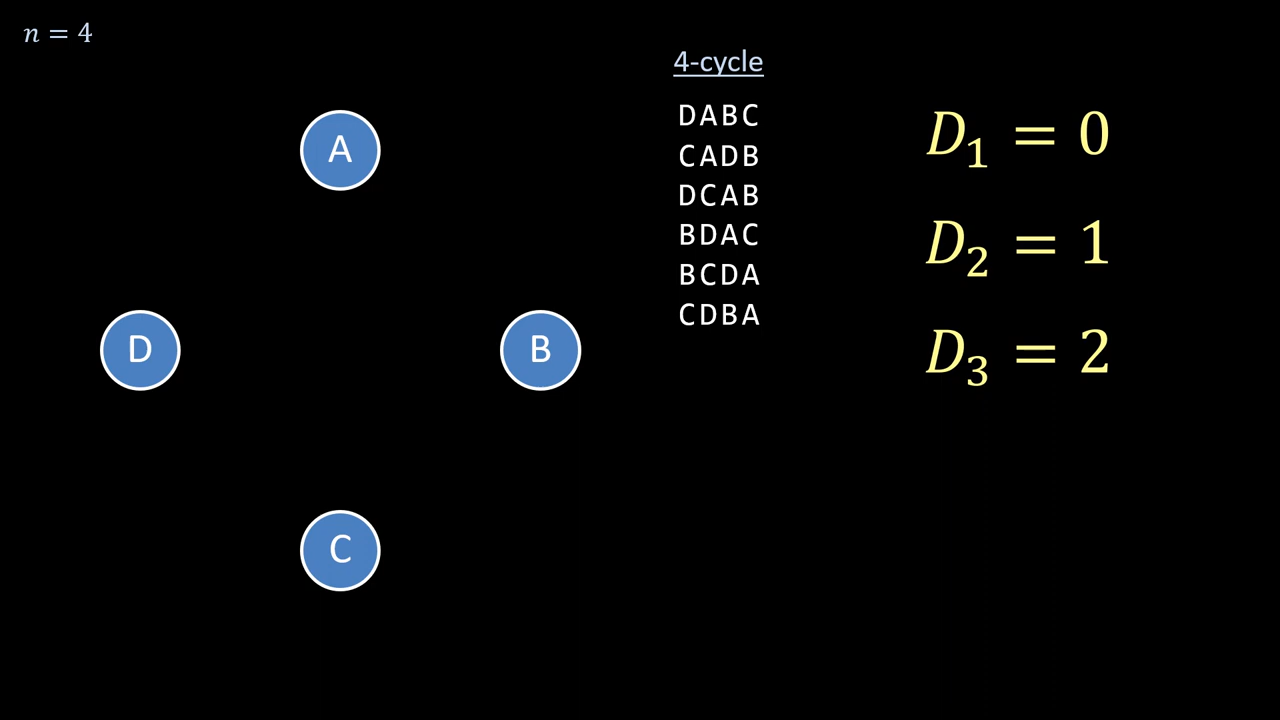 n = 4
4-cycle
DABC
CADB
DCAB
BDAC
BCDA
CDBA
D₁ = 0
D₂ = 1
D₃ = 2
A
D
B
C